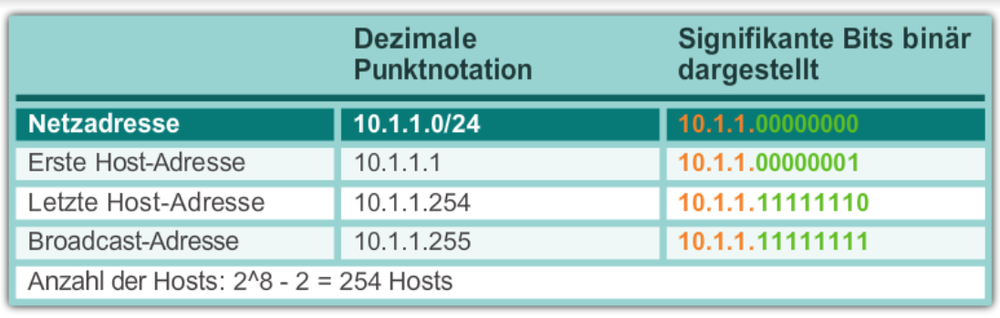 Dezimale Punktnotation Signifikante Bits binär dargestellt
Netzadresse 10.1.1.0/24 10.1.1.00000000
Erste Host-Adresse 10.1.1.1 10.1.1.00000001
Letzte Host-Adresse 10.1.1.254 10.1.1.11111110
Broadcast-Adresse 10.1.1.255 10.1.1.11111111
Anzahl der Hosts: 2^8 - 2 = 254 Hosts